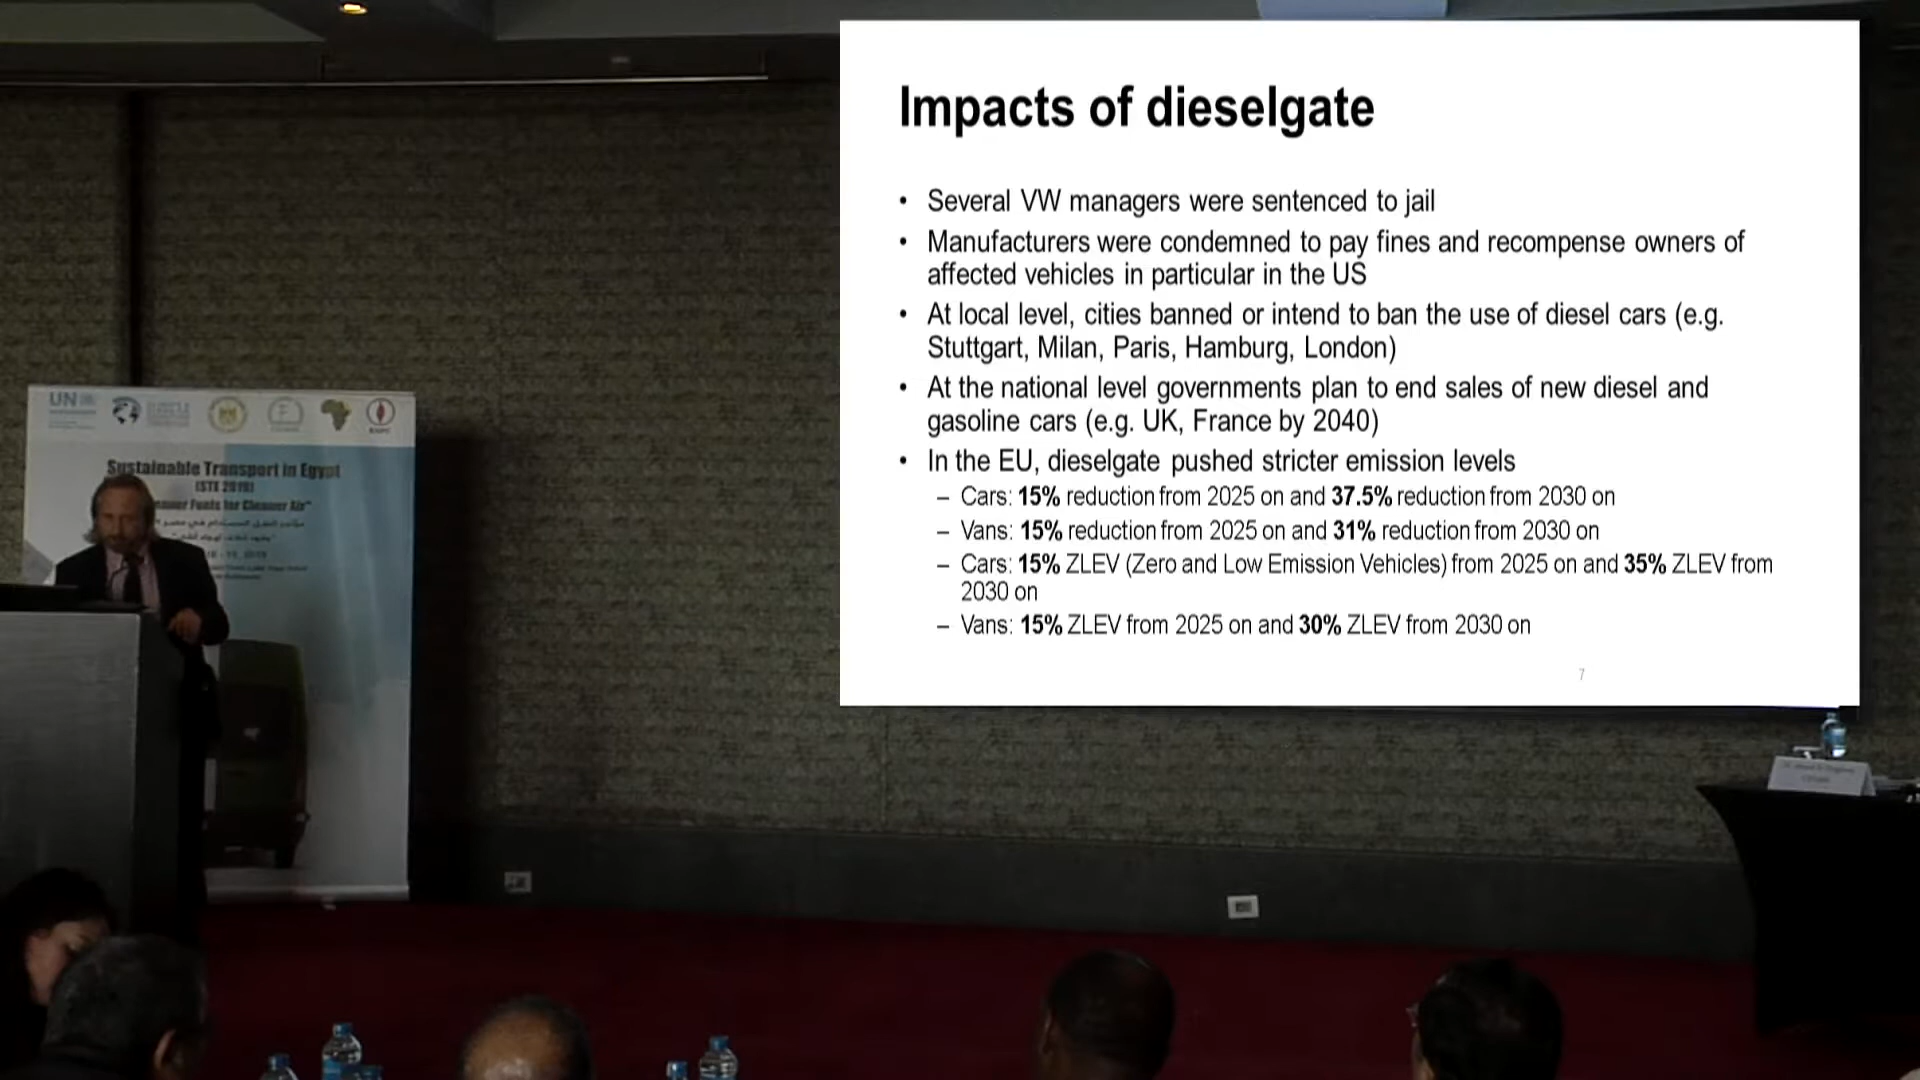 Impacts of dieselgate
• Several VW managers were sentenced to jail
• Manufacturers were condemned to pay fines and recompense owners of
affected vehicles in particular in the US
• At local level, cities banned or intend to ban the use of diesel cars (e.g.
Stuttgart, Milan, Paris, Hamburg, London)
• At the national level governments plan to end sales of new diesel and
gasoline cars (e.g. UK, France by 2040)
• In the EU, dieselgate pushed stricter emission levels
– Cars: 15% reduction from 2025 on and 37.5% reduction from 2030 on
– Vans: 15% reduction from 2025 on and 31% reduction from 2030 on
– Cars: 15% ZLEV (Zero and Low Emission Vehicles) from 2025 on and 35% ZLEV from
2030 on
– Vans: 15% ZLEV from 2025 on and 30% ZLEV from 2030 on
7
UN
Sustainable Transport in Egypt
(STE 2019)
Fuels for Cleaner Air"